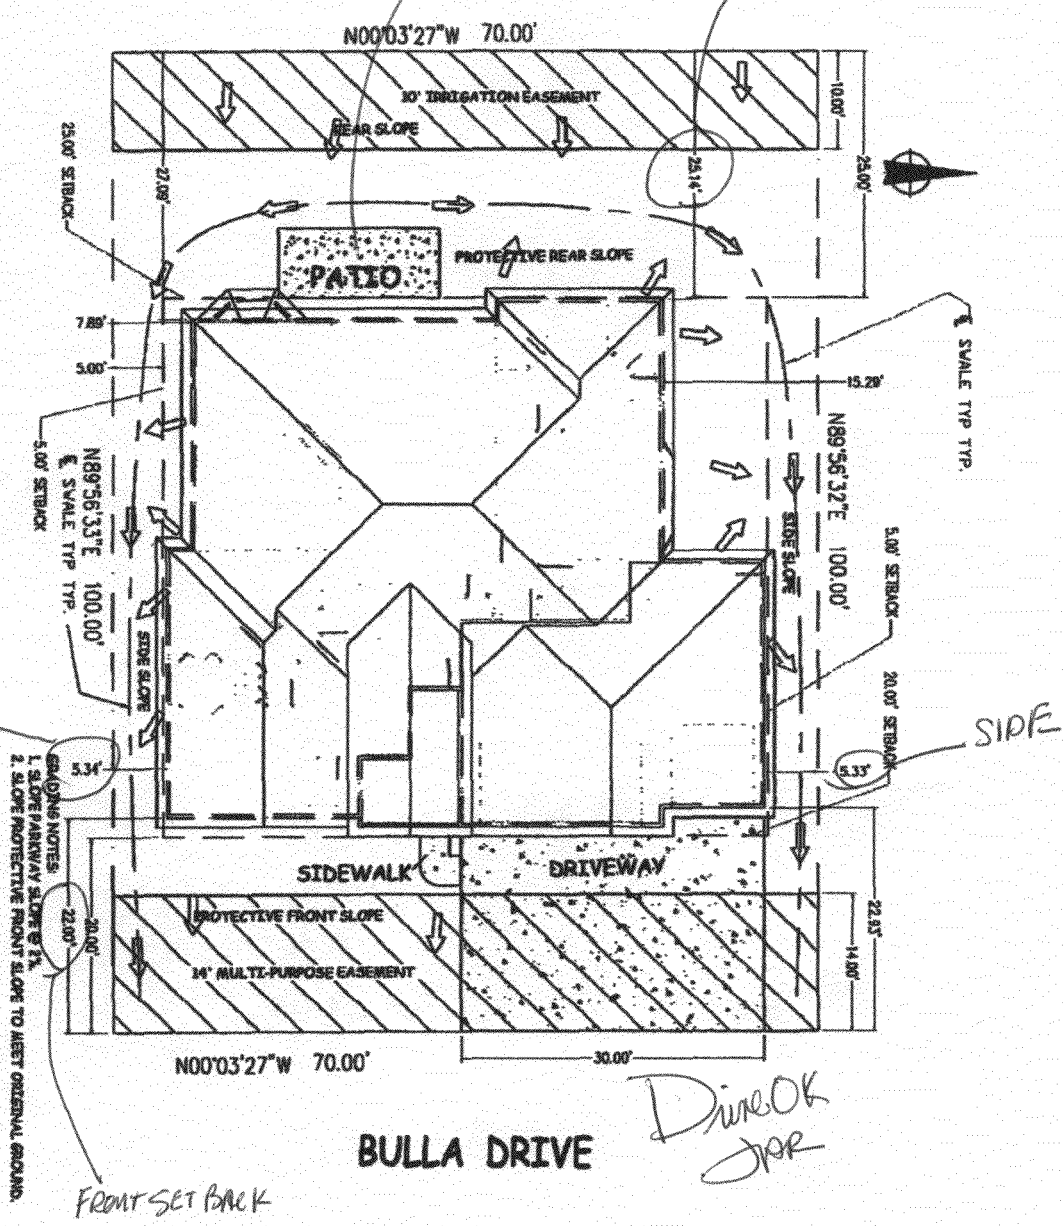 N00°03'27"W 70.00'
10' IRRIGATION EASEMENT
REAR SLOPE
10.00'
25.00'
25.00' SETBACK
27.09'
25.14'
PATIO
PROTECTIVE REAR SLOPE
7.89'
5.00'
15.29'
℄ SWALE TYP TYP.
5.00' SETBACK
N89°56'33"E 100.00'
℄ SWALE TYP TYP.
SIDE SLOPE
N89°56'32"E 100.00'
SIDE SLOPE
5.00' SETBACK
20.00' SETBACK
SIDE
5.34'
5.33'
GRADING NOTES:
1. SLOPE PARKWAY SLOPE @ 2%.
2. SLOPE PROTECTIVE FRONT SLOPE TO MEET ORIGINAL GROUND.
SIDEWALK
DRIVEWAY
PROTECTIVE FRONT SLOPE
14' MULTI-PURPOSE EASEMENT
22.00'
20.00'
22.93'
14.00'
N00°03'27"W 70.00'
30.00'
Drive OK
JPR
BULLA DRIVE
FRONT SET BACK